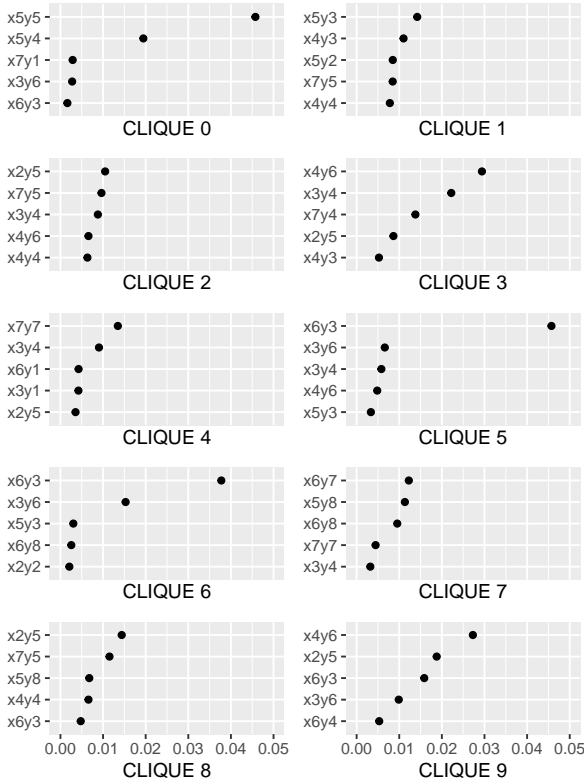 x5y5
x5y4
x7y1
x3y6
x6y3
CLIQUE 0
x5y3
x4y3
x5y2
x7y5
x4y4
CLIQUE 1
x2y5
x7y5
x3y4
x4y6
x4y4
CLIQUE 2
x4y6
x3y4
x7y4
x2y5
x4y3
CLIQUE 3
x7y7
x3y4
x6y1
x3y1
x2y5
CLIQUE 4
x6y3
x3y6
x3y4
x4y6
x5y3
CLIQUE 5
x6y3
x3y6
x5y3
x6y8
x2y2
CLIQUE 6
x6y7
x5y8
x6y8
x7y7
x3y4
CLIQUE 7
x2y5
x7y5
x5y8
x4y4
x6y3
0.00 0.01 0.02 0.03 0.04 0.05
CLIQUE 8
x4y6
x2y5
x6y3
x3y6
x6y4
0.00 0.01 0.02 0.03 0.04 0.05
CLIQUE 9